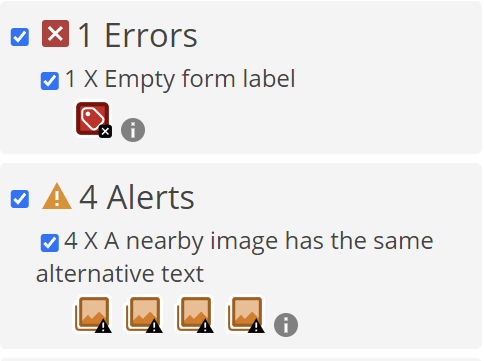 1 Errors
1 X Empty form label
4 Alerts
4 X A nearby image has the same
alternative text